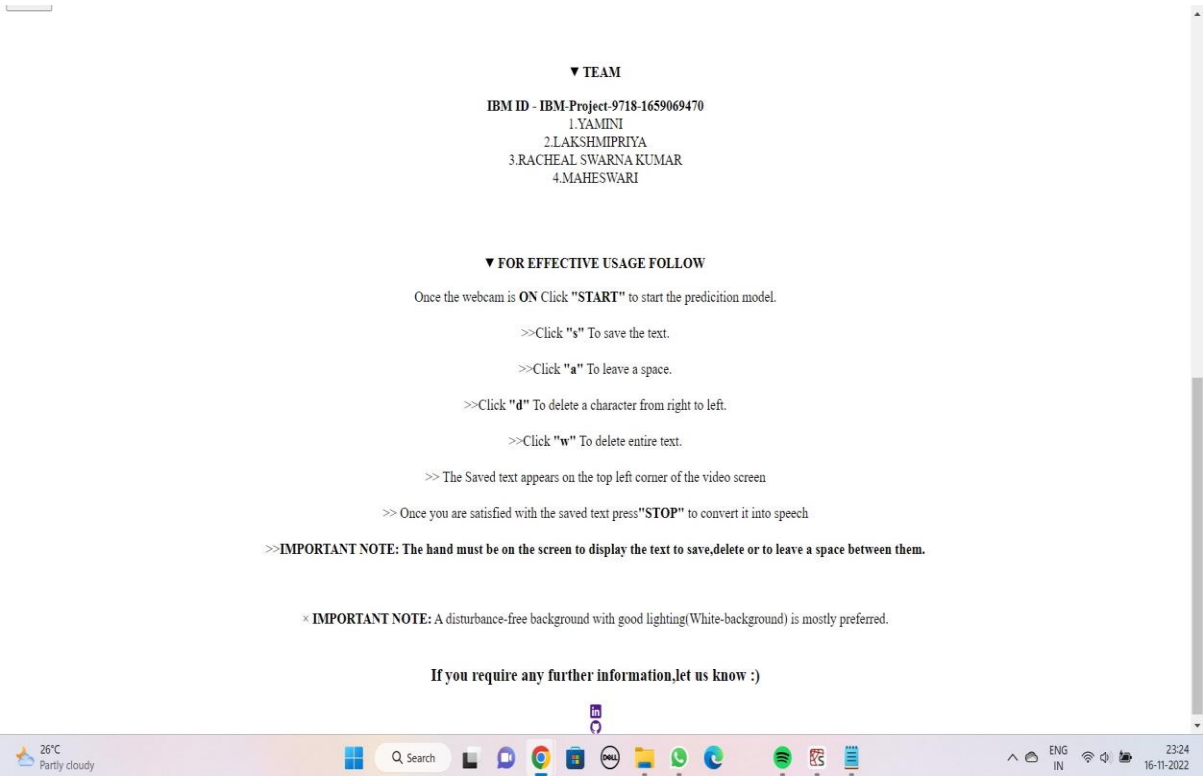 ▼ TEAM
IBM ID - IBM-Project-9718-1659069470
1.YAMINI
2.LAKSHMIPRIYA
3.RACHEAL SWARNA KUMAR
4.MAHESWARI
▼ FOR EFFECTIVE USAGE FOLLOW
Once the webcam is ON Click "START" to start the predicition model.
>>Click "s" To save the text.
>>Click "a" To leave a space.
>>Click "d" To delete a character from right to left.
>>Click "w" To delete entire text.
>> The Saved text appears on the top left corner of the video screen
>> Once you are satisfied with the saved text press"STOP" to convert it into speech
>>IMPORTANT NOTE: The hand must be on the screen to display the text to save,delete or to leave a space between them.
× IMPORTANT NOTE: A disturbance-free background with good lighting(White-background) is mostly preferred.
If you require any further information,let us know :)
in
26°C
Partly cloudy
Search
DELL
ENG
IN
23:24
16-11-2022